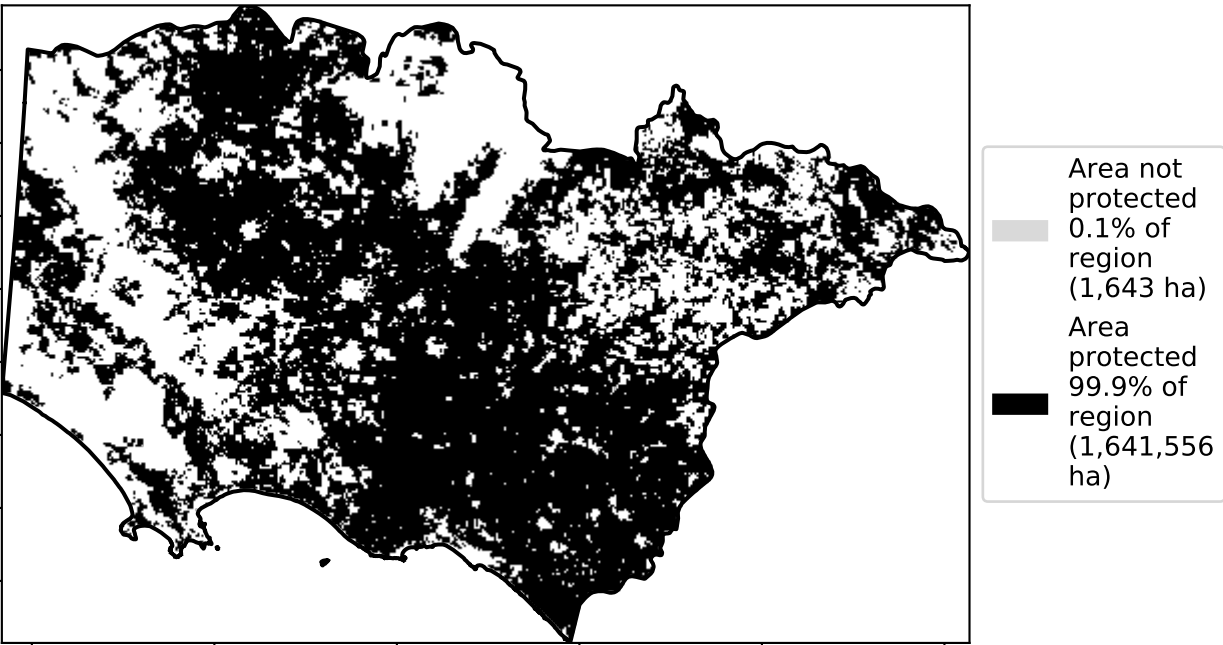 Area not
protected
0.1% of
region
(1,643 ha)
Area
protected
99.9% of
region
(1,641,556
ha)